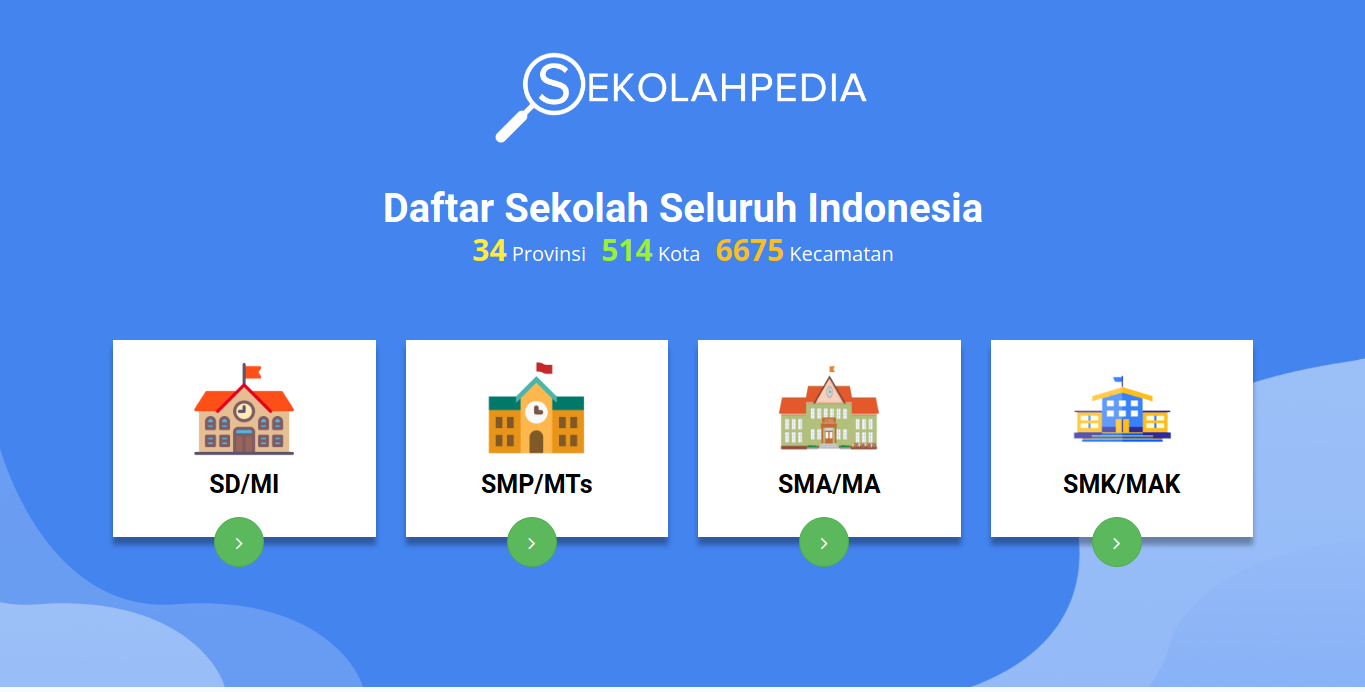 SEKOLAHPEDIA
Daftar Sekolah Seluruh Indonesia
34 Provinsi 514 Kota 6675 Kecamatan
SD/MI
SMP/MTs
SMA/MA
SMK/MAK